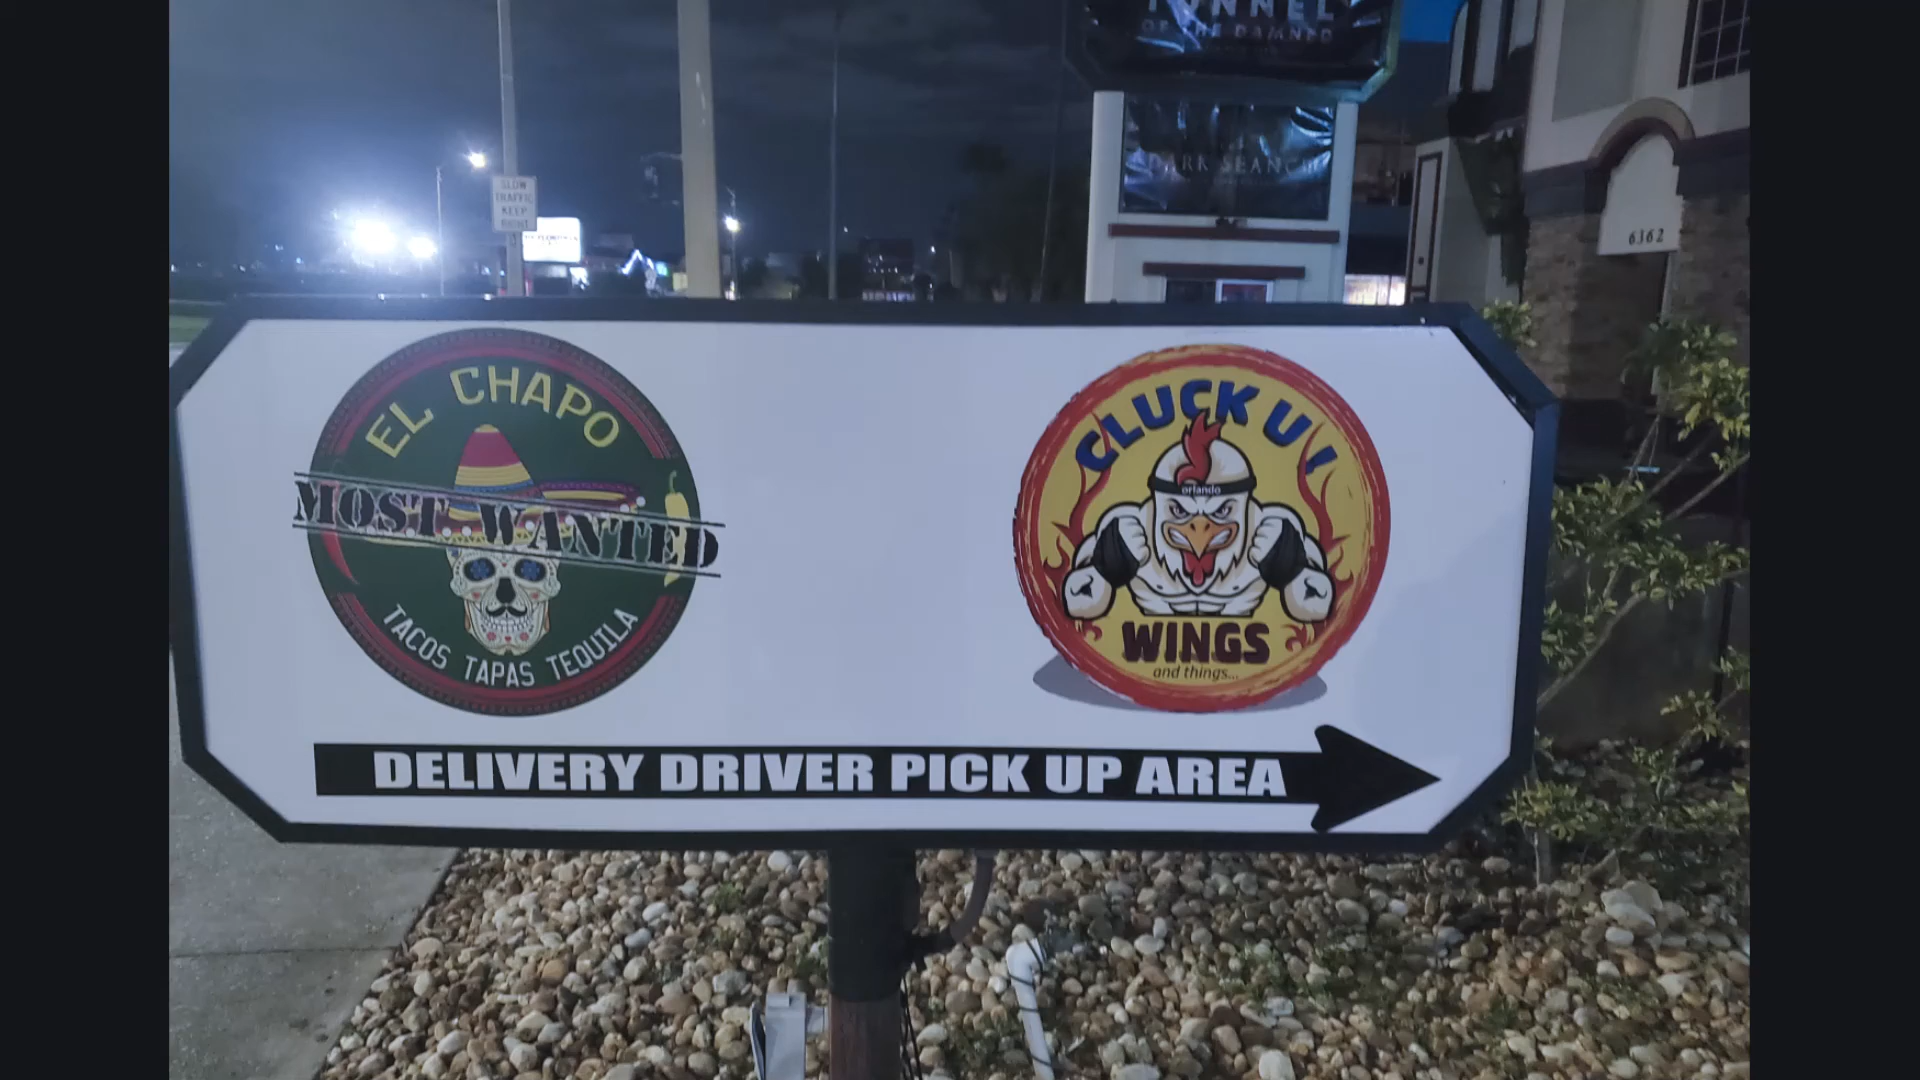 TUNNEL
OF THE DAMNED
DARK SEANCE
SLOW
TRAFFIC
KEEP
RIGHT
6362
EL CHAPO
MOST WANTED
TACOS TAPAS TEQUILA
CLUCK U!
orlando
WINGS
and things...
DELIVERY DRIVER PICK UP AREA